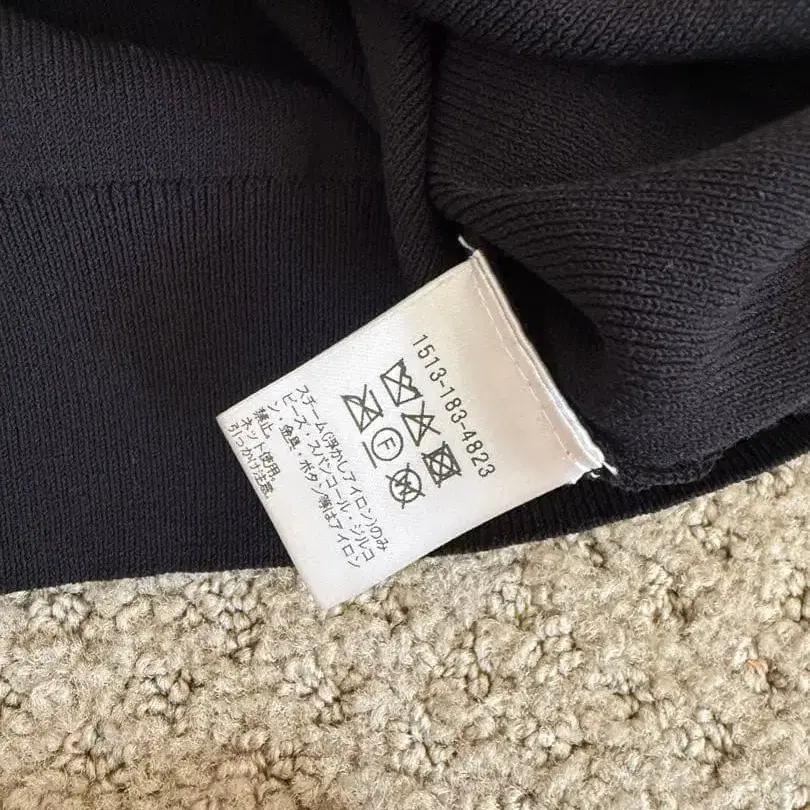 1513-183-4823
F
スチーム(浮かしアイロン)のみ
ビーズ・スパンコール・ジルコ
ン・金具・ボタン等はアイロン
禁止。
ネット使用。
引っかけ注意。